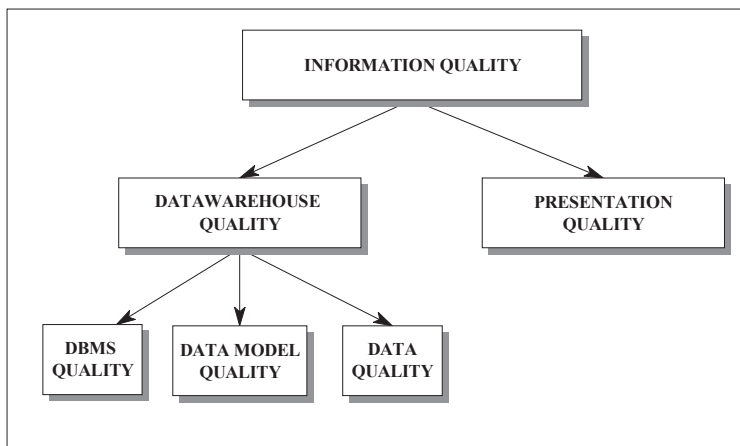 INFORMATION QUALITY
DATAWAREHOUSE
QUALITY
PRESENTATION
QUALITY
DBMS
QUALITY
DATA MODEL
QUALITY
DATA
QUALITY